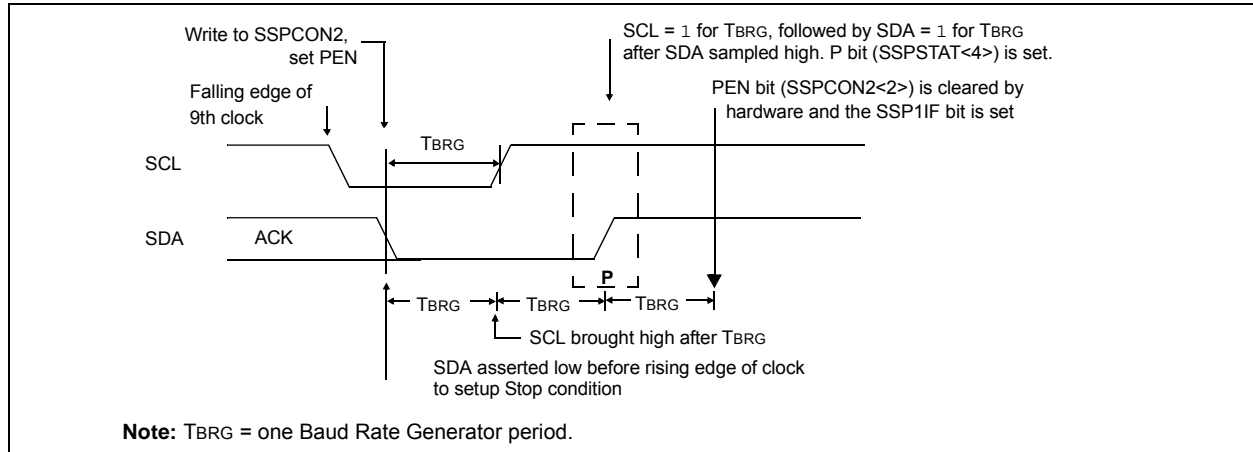 Write to SSPCON2,
set PEN
SCL = 1 for TBRG, followed by SDA = 1 for TBRG
after SDA sampled high. P bit (SSPSTAT<4>) is set.
PEN bit (SSPCON2<2>) is cleared by
hardware and the SSP1IF bit is set
Falling edge of
9th clock
TBRG
SCL
SDA
ACK
P
TBRG
TBRG
TBRG
SCL brought high after TBRG
SDA asserted low before rising edge of clock
to setup Stop condition
Note: TBRG = one Baud Rate Generator period.